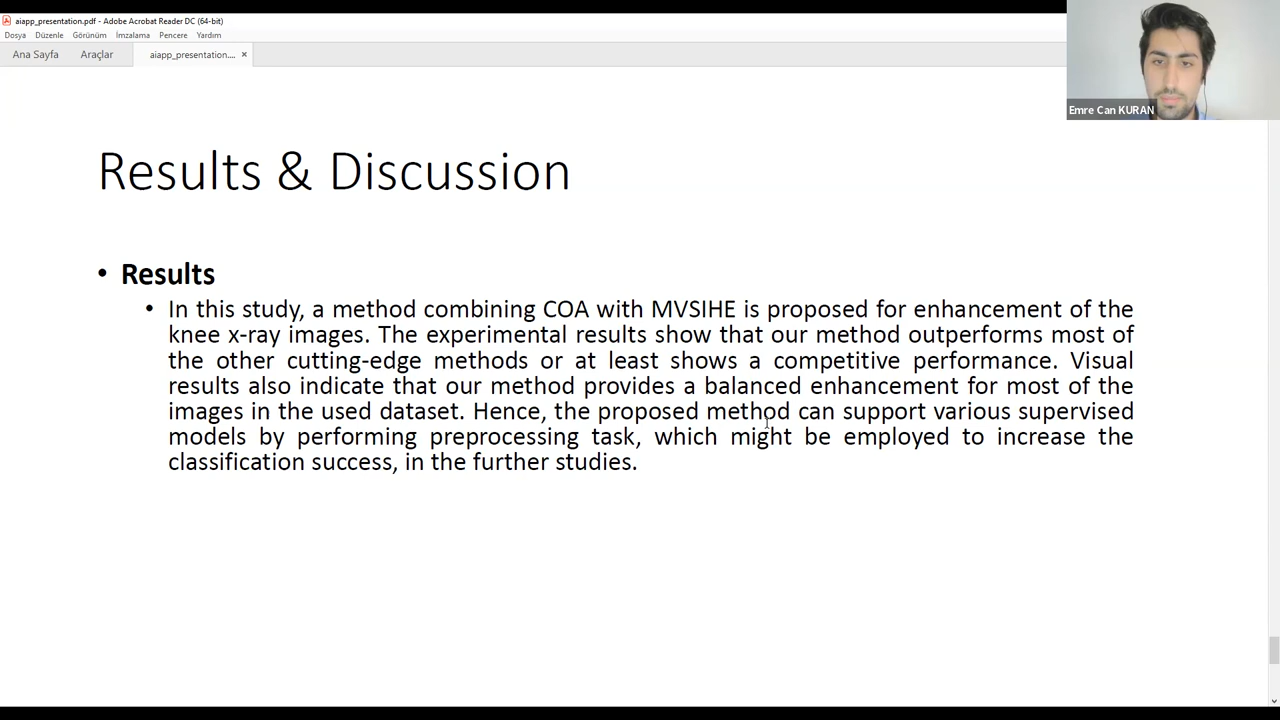 aiapp_presentation.pdf - Adobe Acrobat Reader DC (64-bit)
Dosya Düzenle Görünüm İmzalama Pencere Yardım
Ana Sayfa Araçlar aiapp_presentation.... ×
Emre Can KURAN
Results & Discussion
• Results
• In this study, a method combining COA with MVSIHE is proposed for enhancement of the
knee x-ray images. The experimental results show that our method outperforms most of
the other cutting-edge methods or at least shows a competitive performance. Visual
results also indicate that our method provides a balanced enhancement for most of the
images in the used dataset. Hence, the proposed method can support various supervised
models by performing preprocessing task, which might be employed to increase the
classification success, in the further studies.